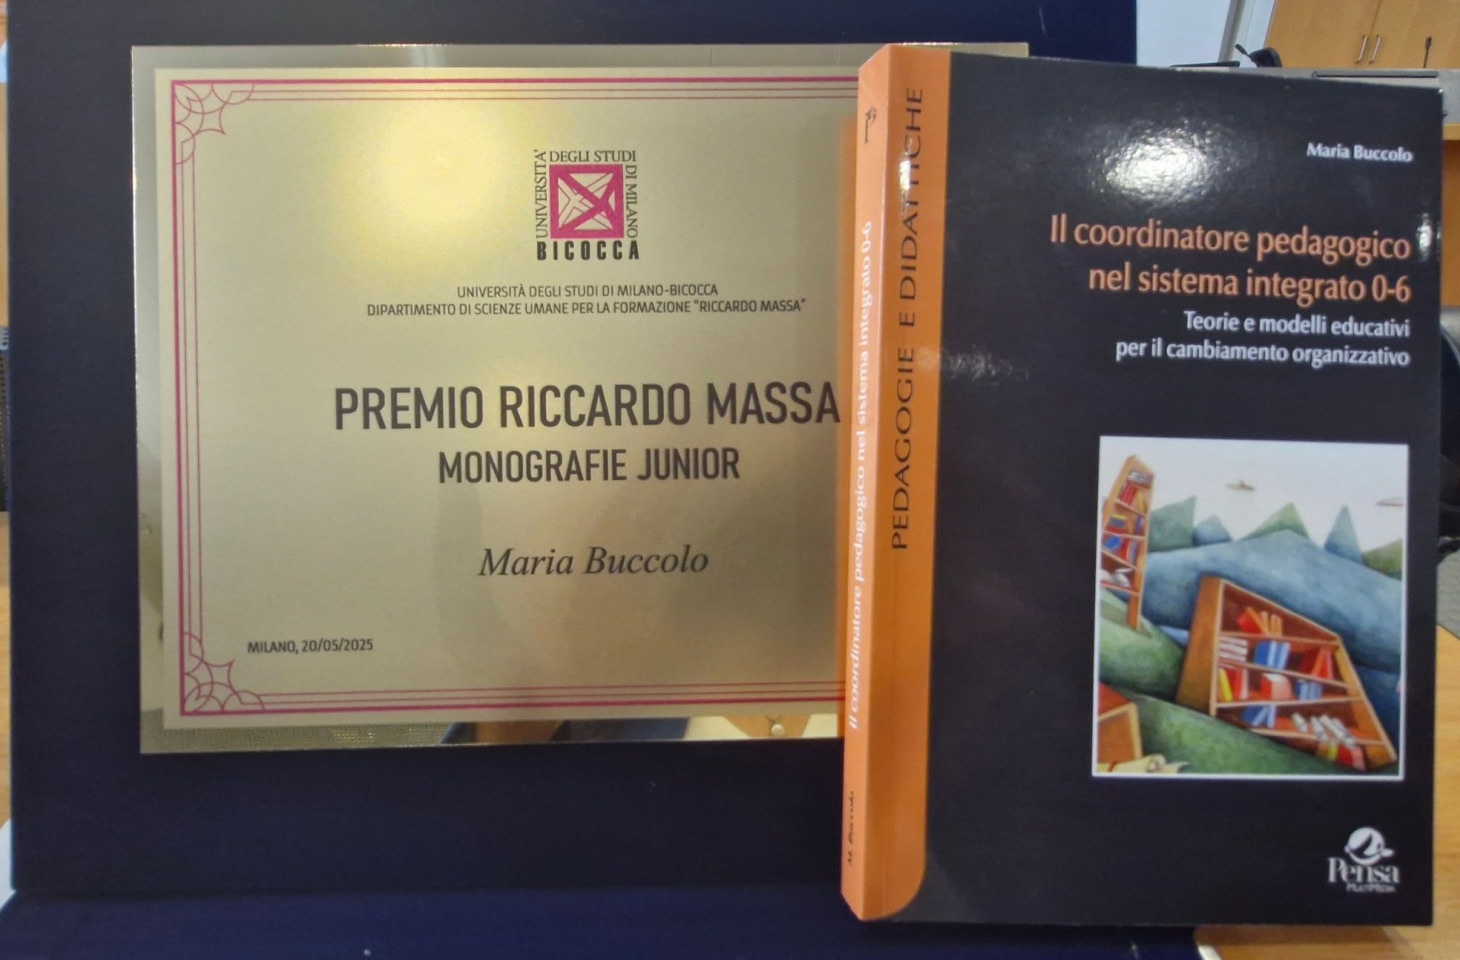 UNIVERSITÀ DEGLI STUDI DI MILANO
BICOCCA
UNIVERSITÀ DEGLI STUDI DI MILANO-BICOCCA
DIPARTIMENTO DI SCIENZE UMANE PER LA FORMAZIONE "RICCARDO MASSA"
PREMIO RICCARDO MASSA
MONOGRAFIE JUNIOR
Maria Buccolo
MILANO, 20/05/2025
Il coordinatore pedagogico nel sistema integrato 0-6
M. Buccolo
PEDAGOGIE E DIDATTICHE
Maria Buccolo
Il coordinatore pedagogico
nel sistema integrato 0-6
Teorie e modelli educativi
per il cambiamento organizzativo
Pensa
MULTIMEDIA